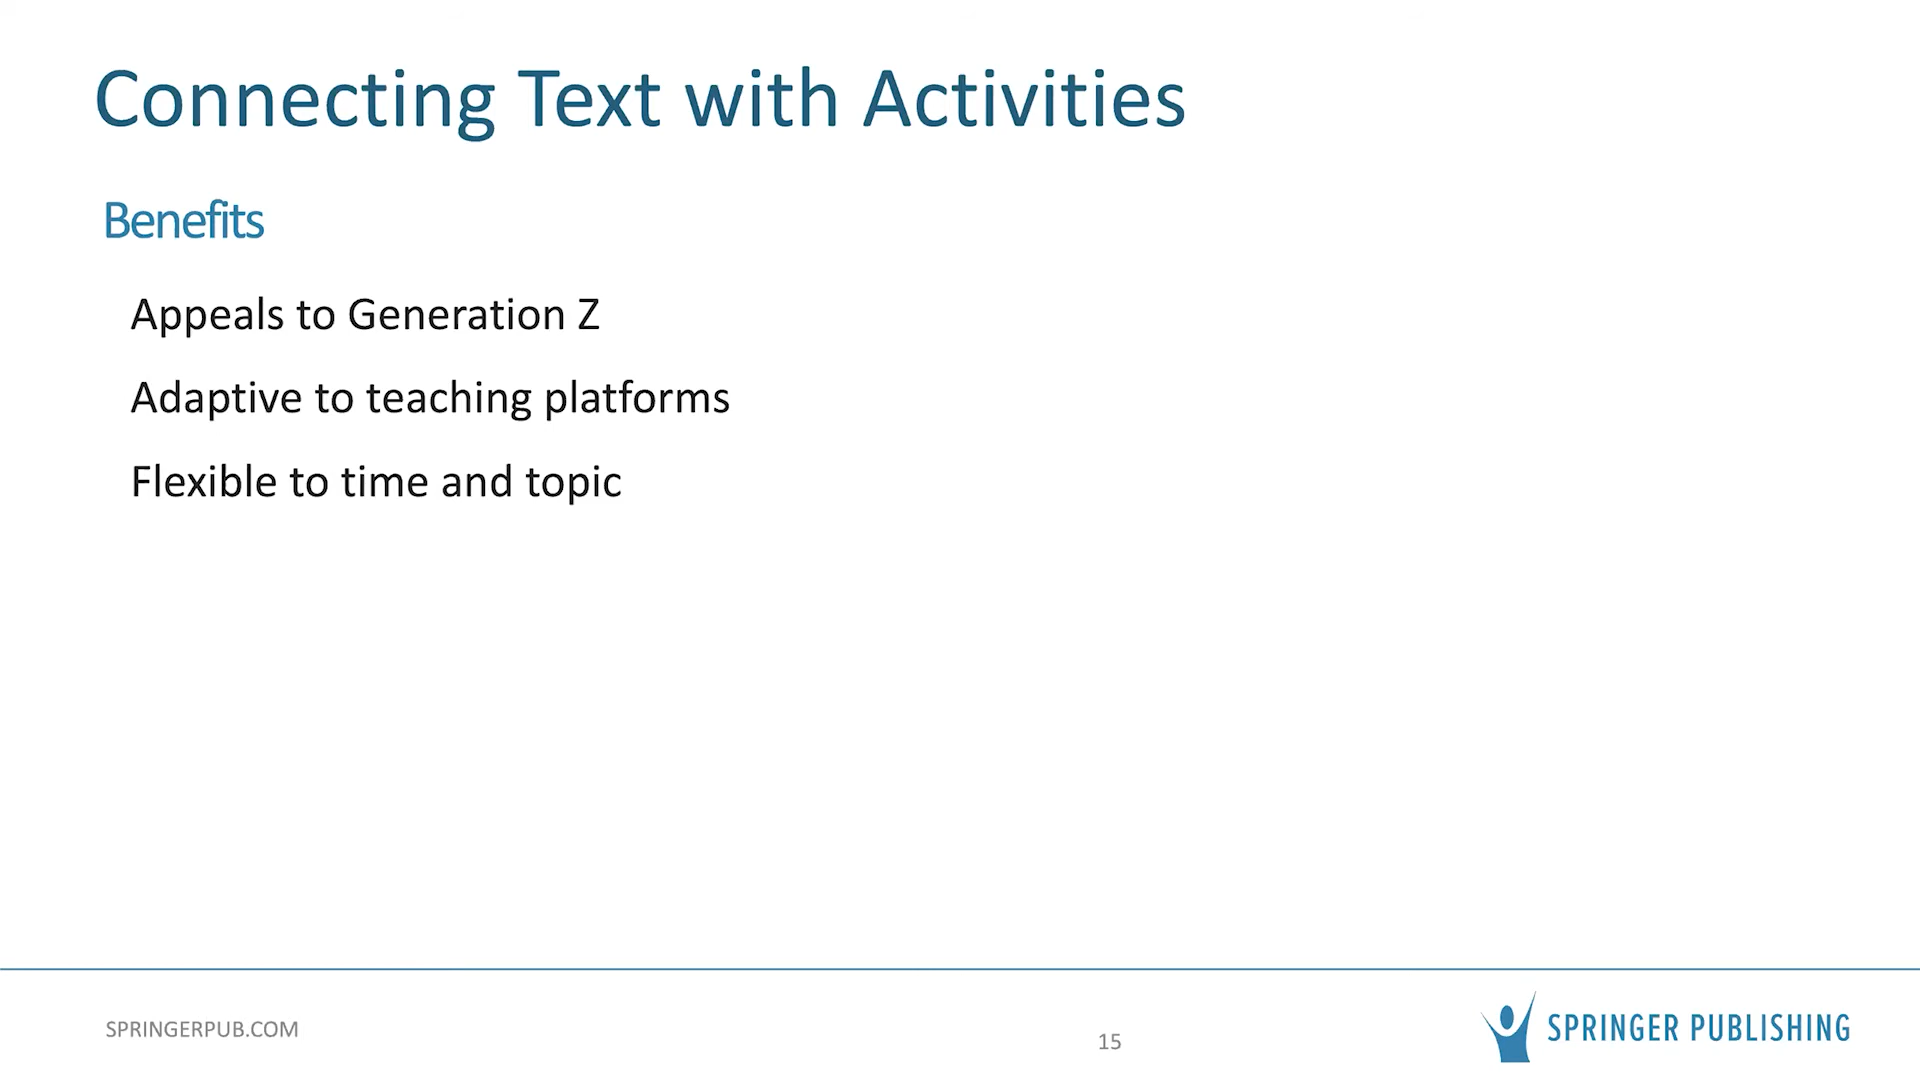 Connecting Text with Activities
Benefits
Appeals to Generation Z
Adaptive to teaching platforms
Flexible to time and topic
SPRINGERPUB.COM
15
SPRINGER PUBLISHING